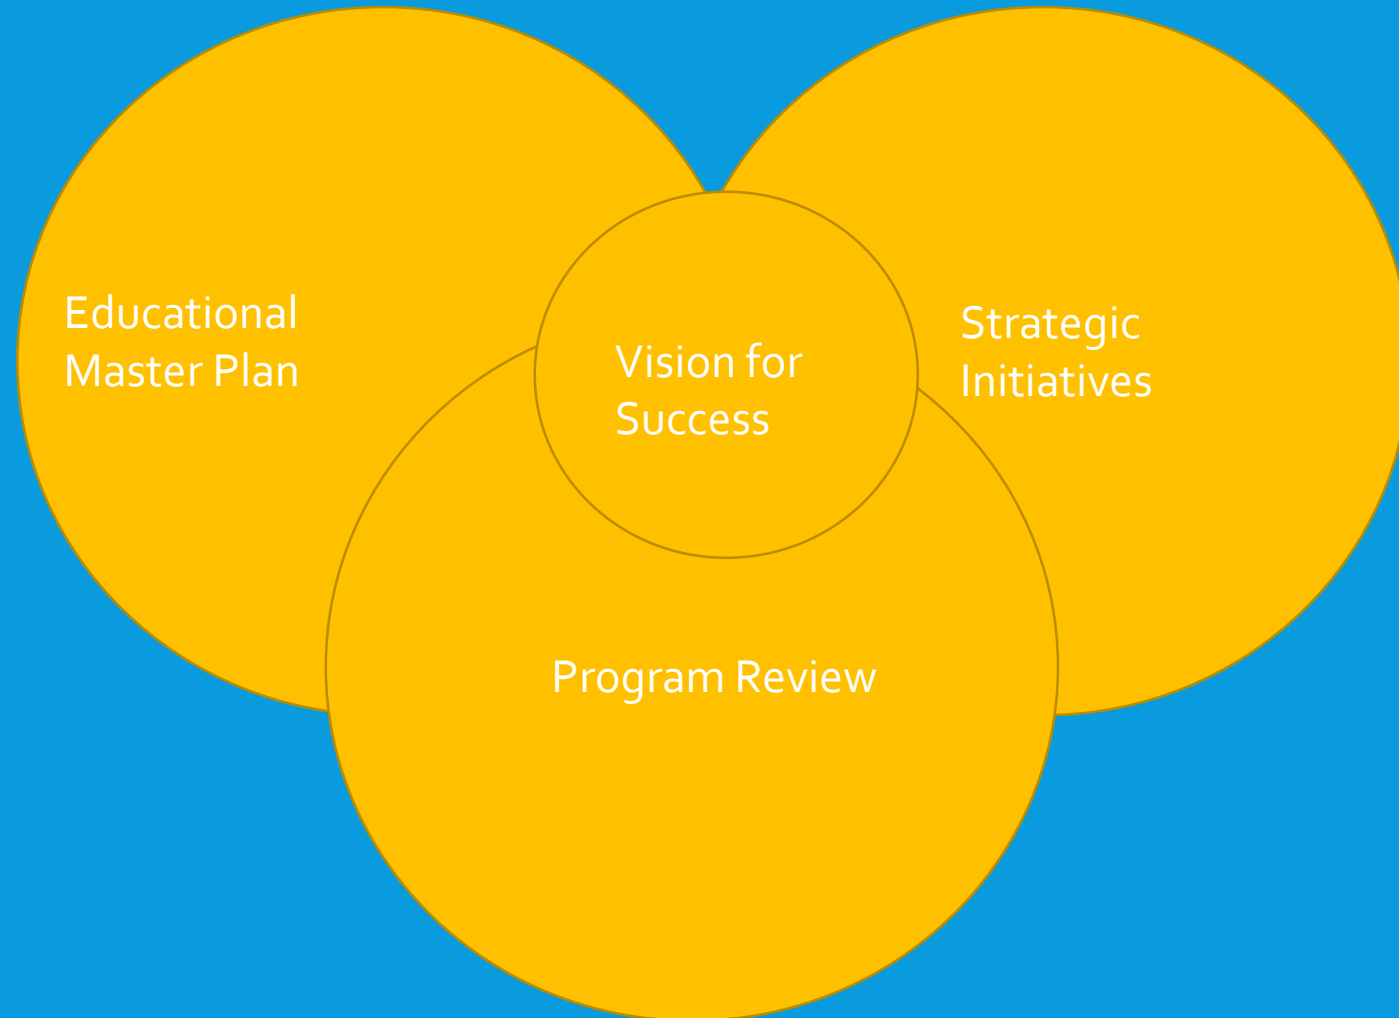 Educational
Master Plan
Vision for
Success
Strategic
Initiatives
Program Review